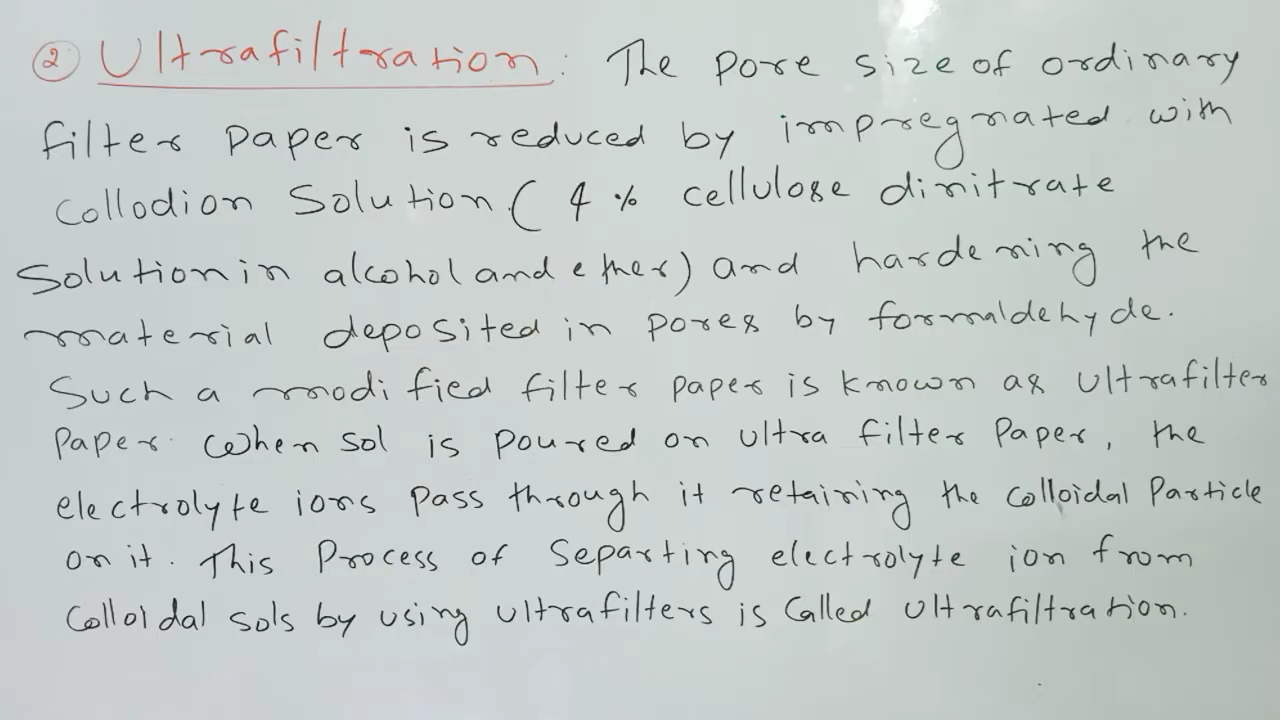 ② Ultrafiltration : The pore size of ordinary
filter paper is reduced by impregnated with
Collodion Solution ( 4 % cellulose dinitrate
Solution in alcohol and ether) and hardening the
material deposited in pores by formaldehyde.
Such a modified filter paper is known as Ultrafilter
Paper. When sol is poured on ultra filter Paper, the
electrolyte ions pass through it retaining the Colloidal Particle
on it. This Process of Separting electrolyte ion from
Colloidal sols by using ultrafilters is Called Ultrafiltration.